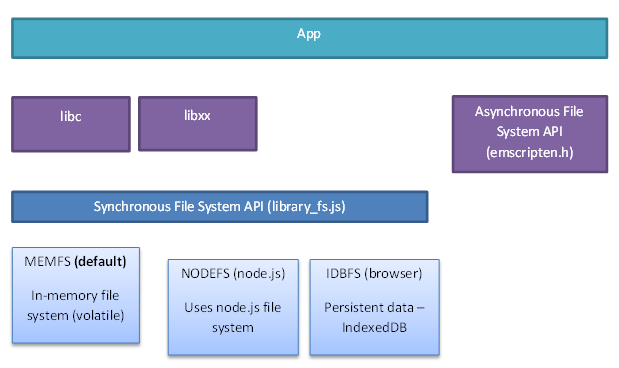 App
libc
libxx
Asynchronous File
System API
(emscripten.h)
Synchronous File System API (library_fs.js)
MEMFS (default)
In-memory file
system (volatile)
NODEFS (node.js)
Uses node.js file
system
IDBFS (browser)
Persistent data –
IndexedDB